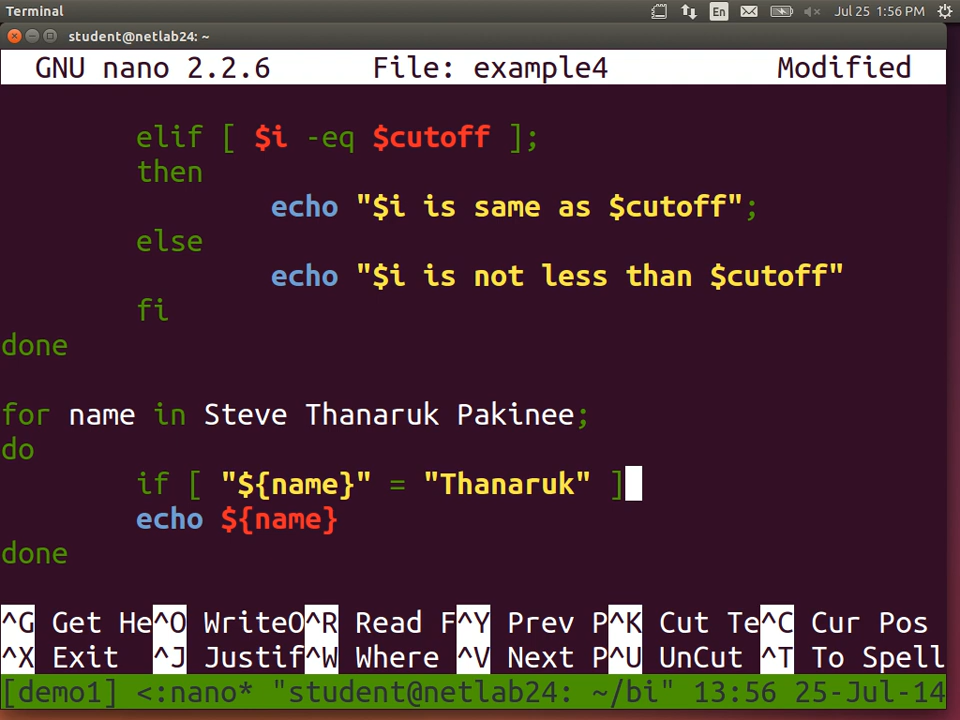 Terminal En Jul 25 1:56 PM
student@netlab24: ~
GNU nano 2.2.6 File: example4 Modified
elif [ $i -eq $cutoff ];
then
echo "$i is same as $cutoff";
else
echo "$i is not less than $cutoff"
fi
done
for name in Steve Thanaruk Pakinee;
do
if [ "${name}" = "Thanaruk" ]
echo ${name}
done
^G Get He^O WriteO^R Read F^Y Prev P^K Cut Te^C Cur Pos
^X Exit ^J Justif^W Where ^V Next P^U UnCut ^T To Spell
[demo1] <:nano* "student@netlab24: ~/bi" 13:56 25-Jul-14